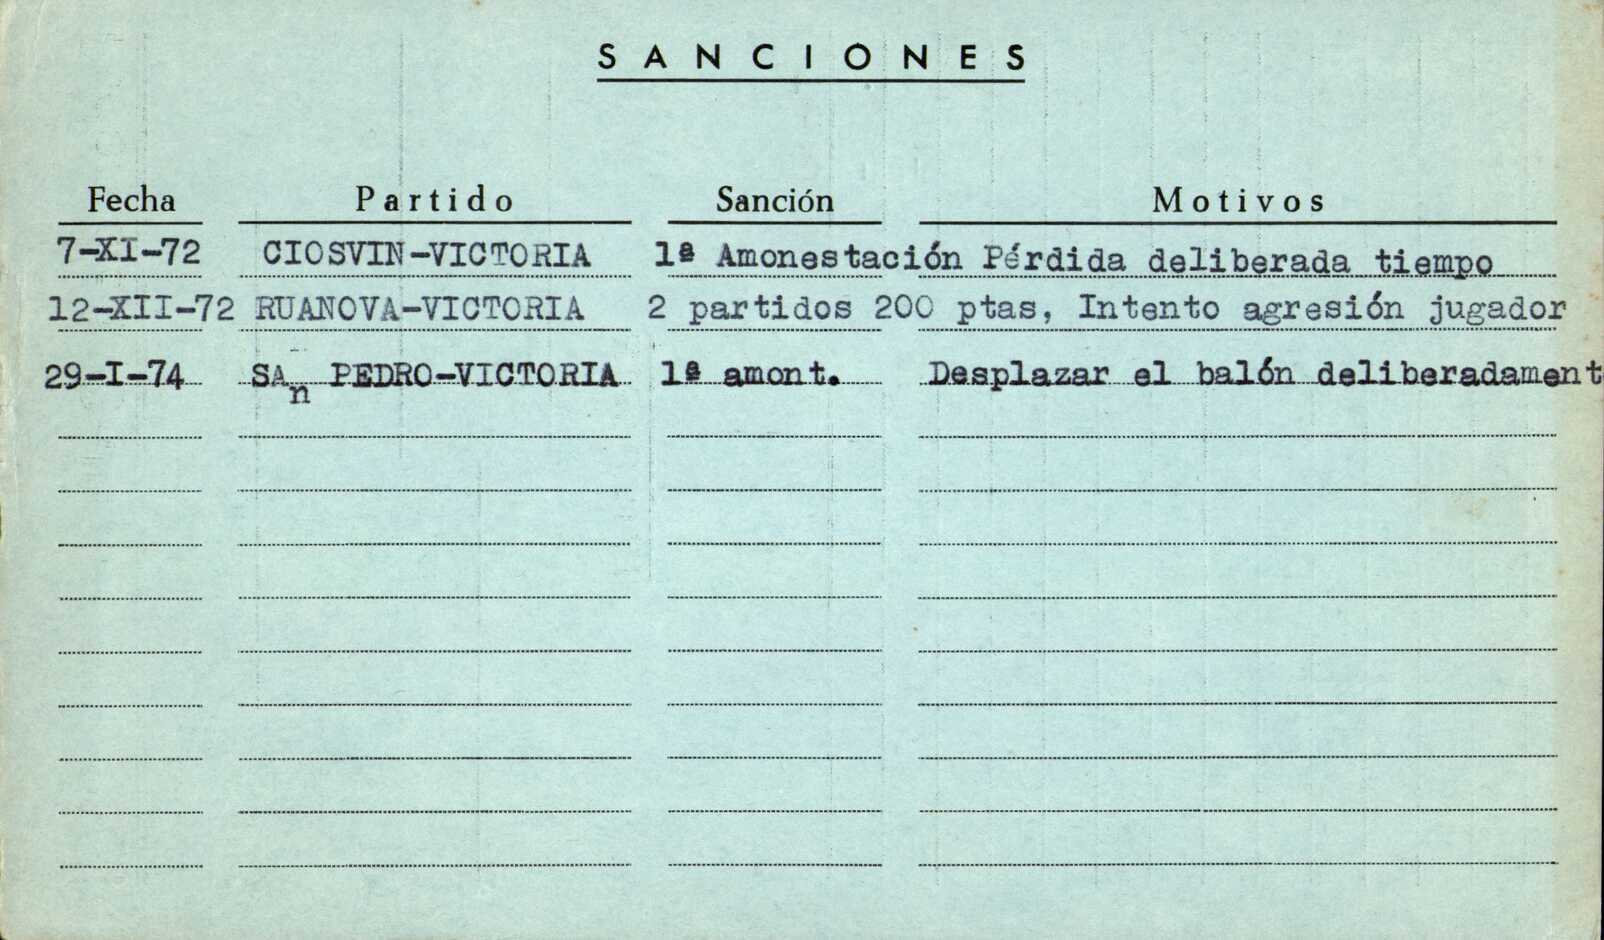 SANCIONES
Fecha Partido Sanción Motivos
7-XI-72 CIOSVIN-VICTORIA 1ª Amonestación Pérdida deliberada tiempo
12-XII-72 RUANOVA-VICTORIA 2 partidos 200 ptas, Intento agresión jugador
29-I-74 SAn PEDRO-VICTORIA 1ª amont. Desplazar el balón deliberadament